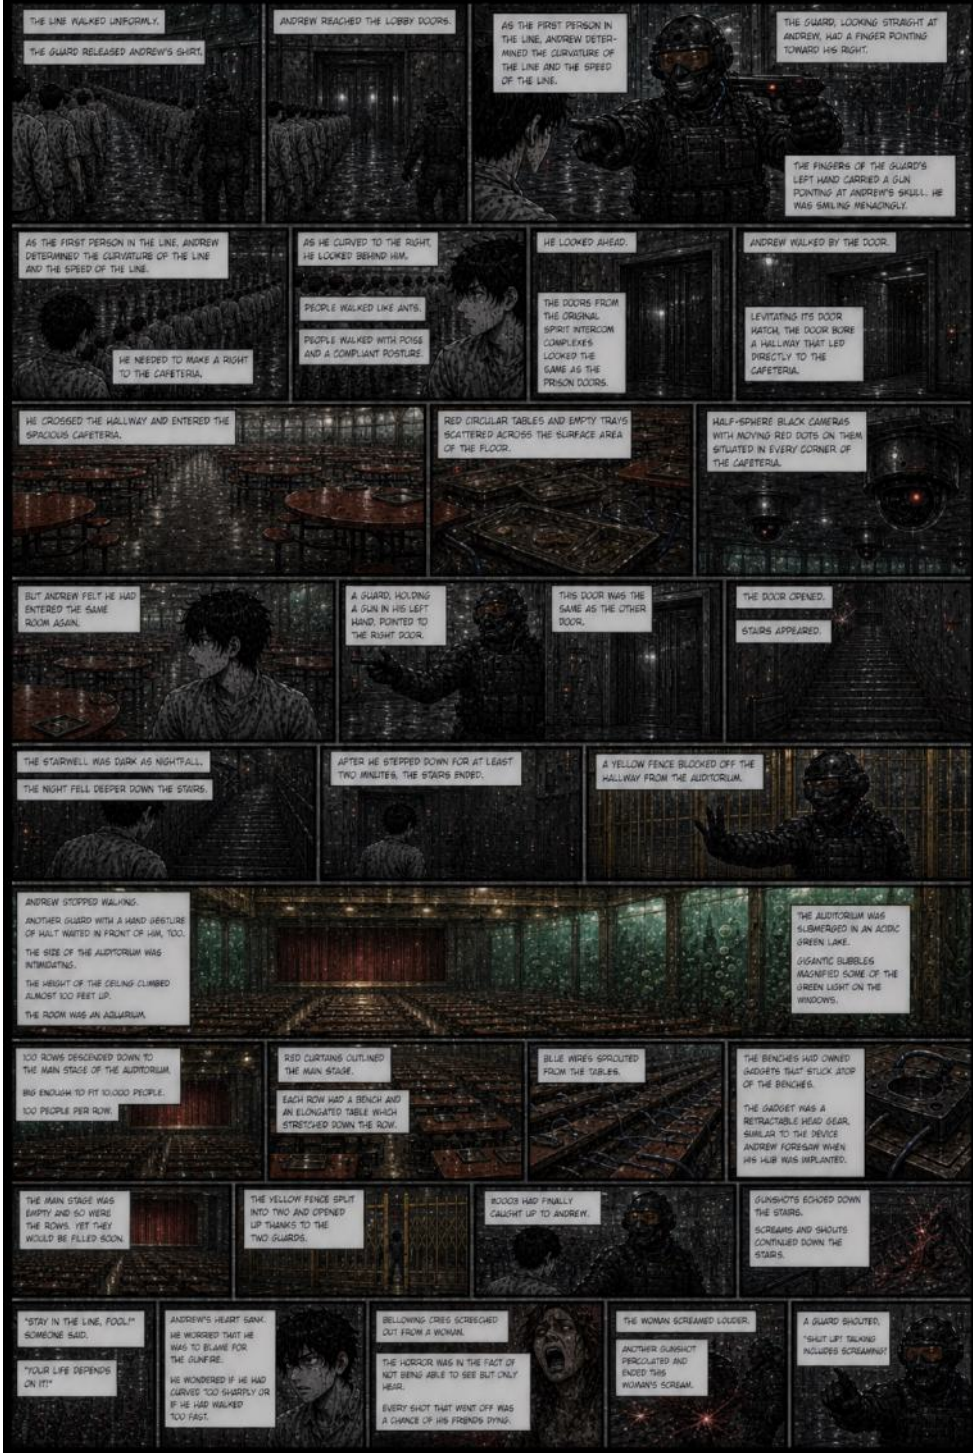 THE LINE WALKED UNIFORMLY.
THE GUARD RELEASED ANDREW'S SHIRT.
ANDREW REACHED THE LOBBY DOORS.
AS THE FIRST PERSON IN
THE LINE, ANDREW DETER-
MINED THE CURVATURE OF
THE LINE AND THE SPEED
OF THE LINE.
THE GUARD, LOOKING STRAIGHT AT
ANDREW, HAD A FINGER POINTING
TOWARD HIS RIGHT.
THE FINGERS OF THE GUARD'S
LEFT HAND CARRIED A GUN
POINTING AT ANDREW'S SKULL. HE
WAS SMILING MENACINGLY.
AS THE FIRST PERSON IN THE LINE, ANDREW
DETERMINED THE CURVATURE OF THE LINE
AND THE SPEED OF THE LINE.
HE NEEDED TO MAKE A RIGHT
TO THE CAFETERIA.
AS HE CURVED TO THE RIGHT,
HE LOOKED BEHIND HIM.
PEOPLE WALKED LIKE ANTS.
PEOPLE WALKED WITH POISE
AND A COMPLIANT POSTURE.
HE LOOKED AHEAD.
THE DOORS FROM
THE ORIGINAL
SPIRIT INTERCOM
COMPLEXES
LOOKED THE
SAME AS THE
PRISON DOORS.
ANDREW WALKED BY THE DOOR.
LEVITATING ITS DOOR
HATCH, THE DOOR BORE
A HALLWAY THAT LED
DIRECTLY TO THE
CAFETERIA.
HE CROSSED THE HALLWAY AND ENTERED THE
SPACIOUS CAFETERIA.
RED CIRCULAR TABLES AND EMPTY TRAYS
SCATTERED ACROSS THE SURFACE AREA
OF THE FLOOR.
HALF-SPHERE BLACK CAMERAS
WITH MOVING RED DOTS ON THEM
SITUATED IN EVERY CORNER OF
THE CAFETERIA.
BUT ANDREW FELT HE HAD
ENTERED THE SAME
ROOM AGAIN.
A GUARD, HOLDING
A GUN IN HIS LEFT
HAND, POINTED TO
THE RIGHT DOOR.
THIS DOOR WAS THE
SAME AS THE OTHER
DOOR.
THE DOOR OPENED.
STAIRS APPEARED.
THE STAIRWELL WAS DARK AS NIGHTFALL.
THE NIGHT FELL DEEPER DOWN THE STAIRS.
AFTER HE STEPPED DOWN FOR AT LEAST
TWO MINUTES, THE STAIRS ENDED.
A YELLOW FENCE BLOCKED OFF THE
HALLWAY FROM THE AUDITORIUM.
ANDREW STOPPED WALKING.
ANOTHER GUARD WITH A HAND GESTURE
OF HALT WAITED IN FRONT OF HIM, TOO.
THE SIZE OF THE AUDITORIUM WAS
INTIMIDATING.
THE HEIGHT OF THE CEILING CLIMBED
ALMOST 100 FEET UP.
THE ROOM WAS AN AQUARIUM.
THE AUDITORIUM WAS
SUBMERGED IN AN ACIDIC
GREEN LAKE.
GIGANTIC BUBBLES
MAGNIFIED SOME OF THE
GREEN LIGHT ON THE
WINDOWS.
100 ROWS DESCENDED DOWN TO
THE MAIN STAGE OF THE AUDITORIUM.
BIG ENOUGH TO FIT 10,000 PEOPLE.
100 PEOPLE PER ROW.
RED CURTAINS OUTLINED
THE MAIN STAGE.
EACH ROW HAD A BENCH AND
AN ELONGATED TABLE WHICH
STRETCHED DOWN THE ROW.
BLUE WIRES SPROUTED
FROM THE TABLES.
THE BENCHES HAD OWNED
GADGETS THAT STUCK ATOP
OF THE BENCHES.
THE GADGET WAS A
RETRACTABLE HEAD GEAR,
SIMILAR TO THE DEVICE
ANDREW FORESAW WHEN
HIS HUB WAS IMPLANTED.
THE MAIN STAGE WAS
EMPTY AND SO WERE
THE ROWS. YET THEY
WOULD BE FILLED SOON.
THE YELLOW FENCE SPLIT
INTO TWO AND OPENED
UP THANKS TO THE
TWO GUARDS.
#0003 HAD FINALLY
CAUGHT UP TO ANDREW.
GUNSHOTS ECHOED DOWN
THE STAIRS.
SCREAMS AND SHOUTS
CONTINUED DOWN THE
STAIRS.
"STAY IN THE LINE, FOOL!"
SOMEONE SAID.
"YOUR LIFE DEPENDS
ON IT!"
ANDREW'S HEART SANK.
HE WORRIED THAT HE
WAS TO BLAME FOR
THE GUNFIRE.
HE WONDERED IF HE HAD
CURVED TOO SHARPLY OR
IF HE HAD WALKED
TOO FAST.
BELLOWING CRIES SCREECHED
OUT FROM A WOMAN.
THE HORROR WAS IN THE FACT OF
NOT BEING ABLE TO SEE BUT ONLY
HEAR.
EVERY SHOT THAT WENT OFF WAS
A CHANCE OF HIS FRIENDS DYING.
THE WOMAN SCREAMED LOUDER.
ANOTHER GUNSHOT
PERCOLATED AND
ENDED THIS
WOMAN'S SCREAM.
A GUARD SHOUTED,
"SHUT UP! TALKING
INCLUDES SCREAMING!"